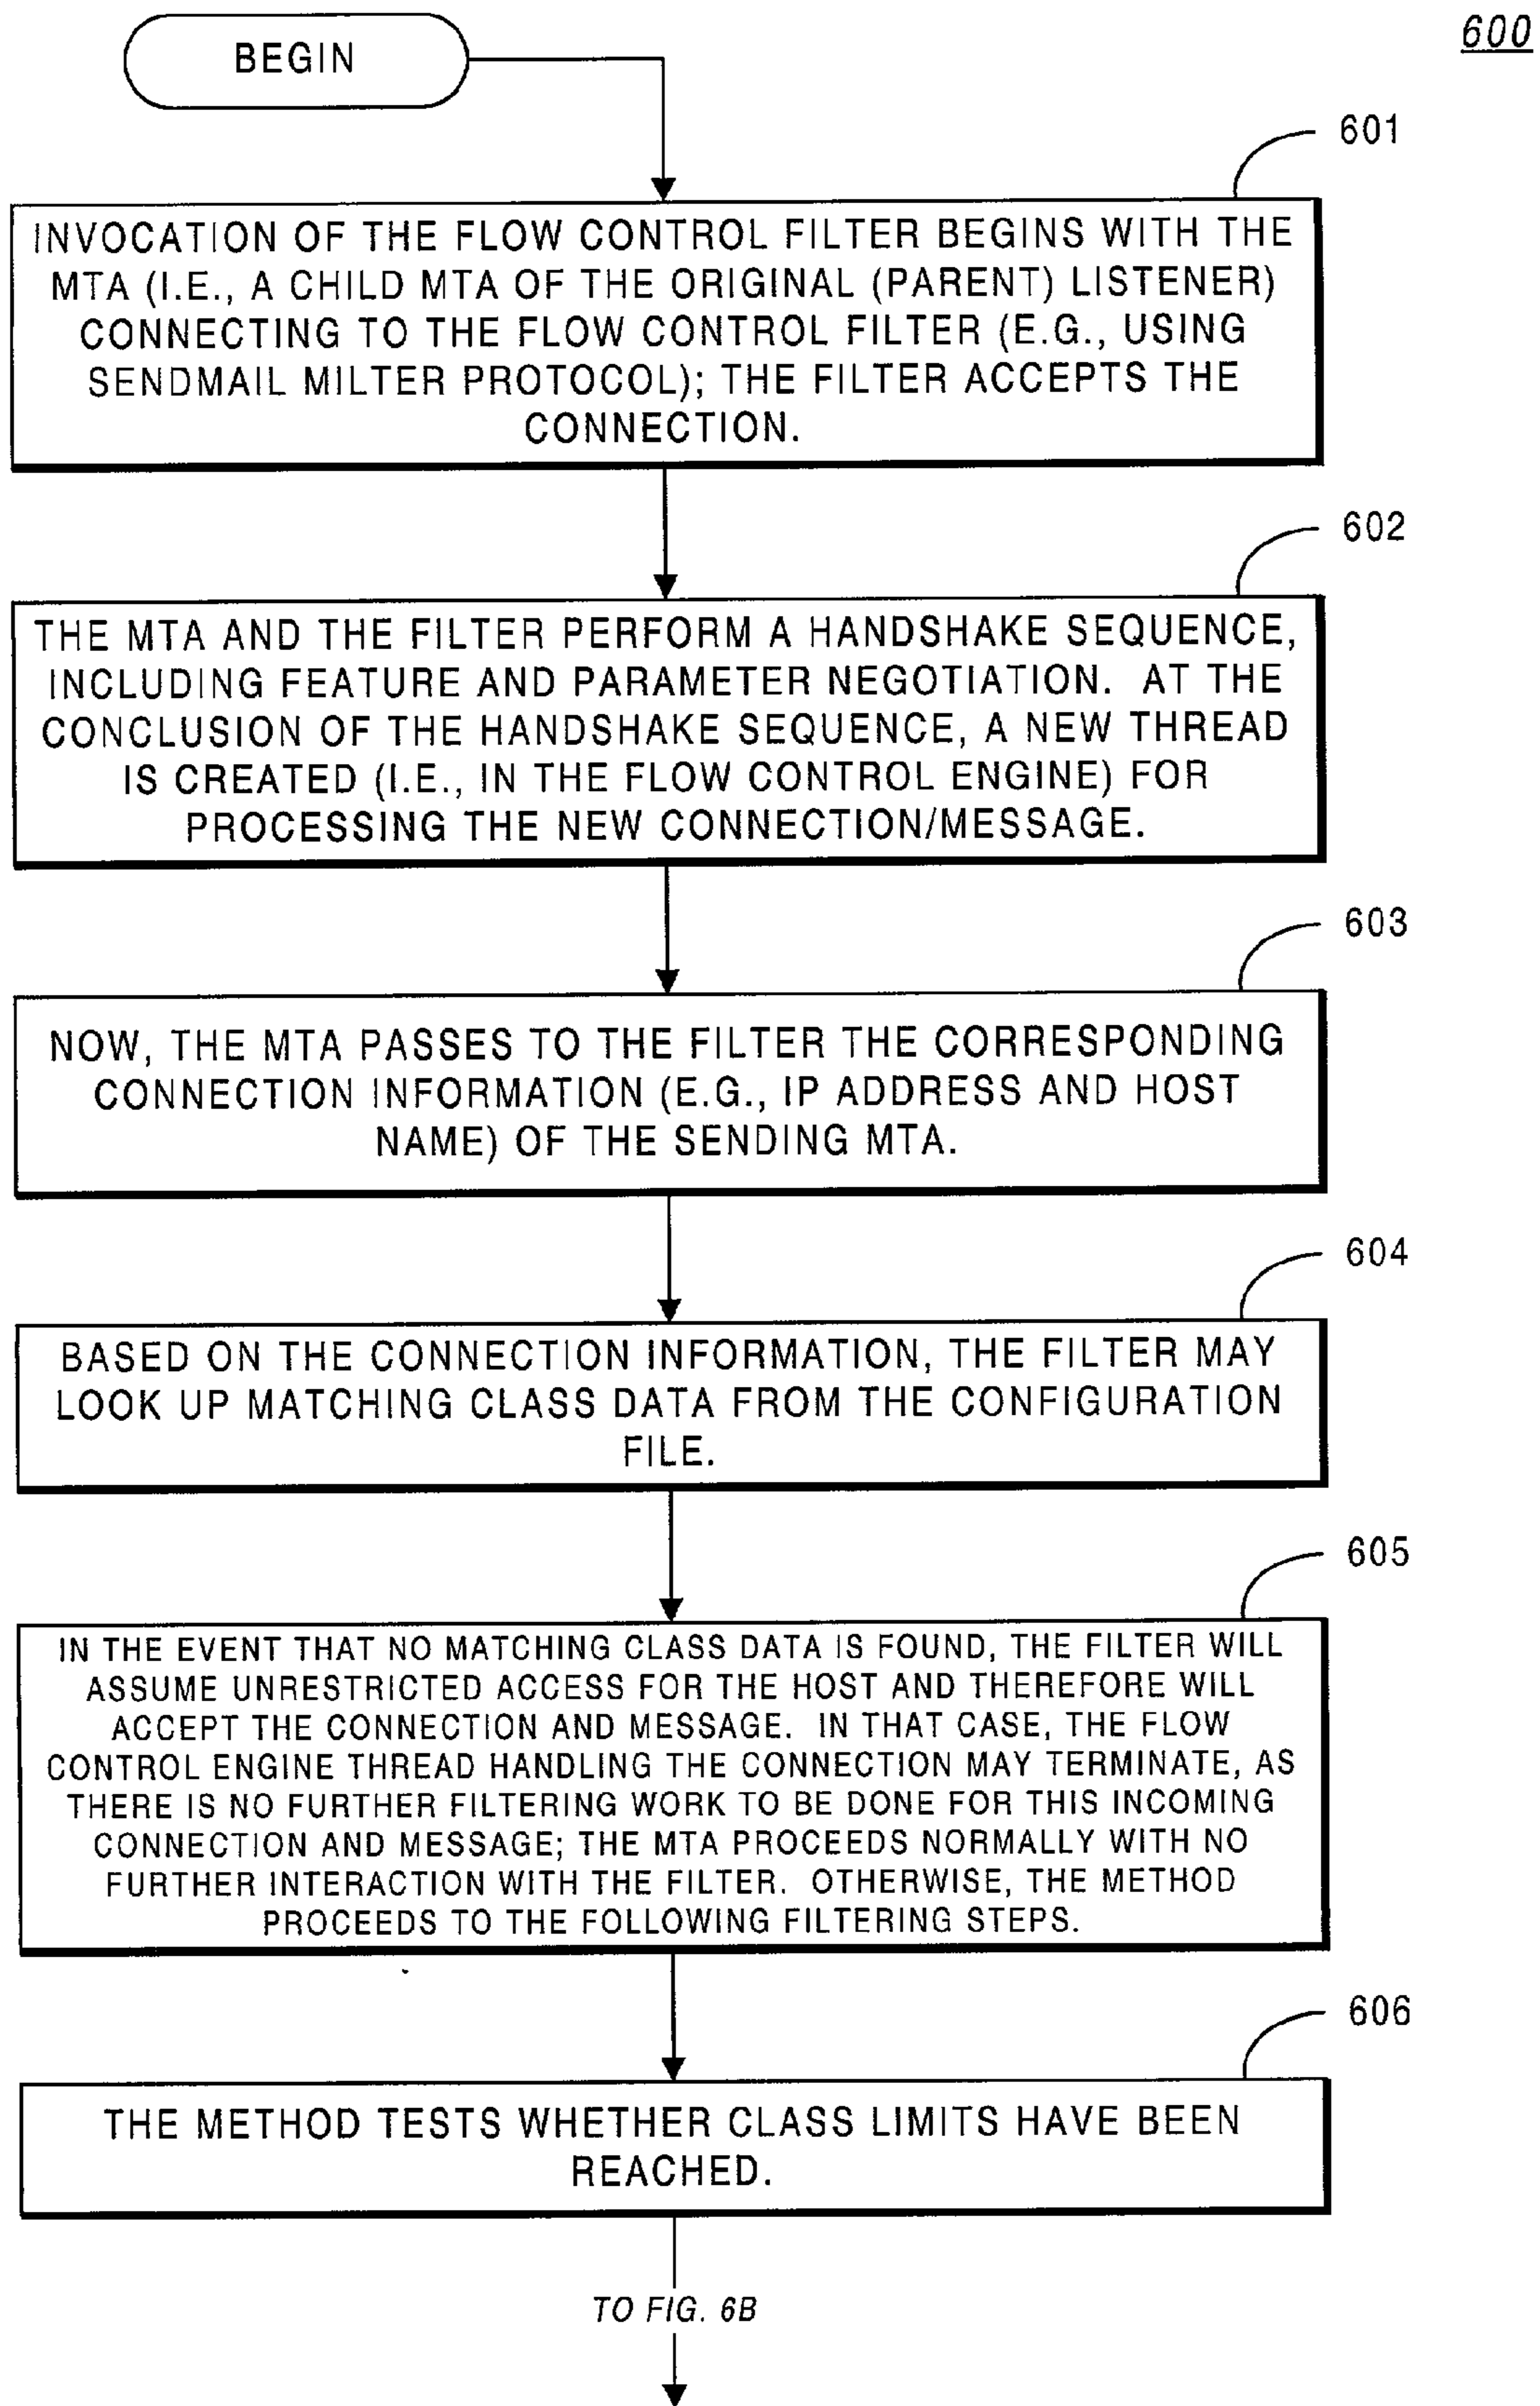 600
BEGIN
601
INVOCATION OF THE FLOW CONTROL FILTER BEGINS WITH THE
MTA (I.E., A CHILD MTA OF THE ORIGINAL (PARENT) LISTENER)
CONNECTING TO THE FLOW CONTROL FILTER (E.G., USING
SENDMAIL MILTER PROTOCOL); THE FILTER ACCEPTS THE
CONNECTION.
602
THE MTA AND THE FILTER PERFORM A HANDSHAKE SEQUENCE,
INCLUDING FEATURE AND PARAMETER NEGOTIATION. AT THE
CONCLUSION OF THE HANDSHAKE SEQUENCE, A NEW THREAD
IS CREATED (I.E., IN THE FLOW CONTROL ENGINE) FOR
PROCESSING THE NEW CONNECTION/MESSAGE.
603
NOW, THE MTA PASSES TO THE FILTER THE CORRESPONDING
CONNECTION INFORMATION (E.G., IP ADDRESS AND HOST
NAME) OF THE SENDING MTA.
604
BASED ON THE CONNECTION INFORMATION, THE FILTER MAY
LOOK UP MATCHING CLASS DATA FROM THE CONFIGURATION
FILE.
605
IN THE EVENT THAT NO MATCHING CLASS DATA IS FOUND, THE FILTER WILL
ASSUME UNRESTRICTED ACCESS FOR THE HOST AND THEREFORE WILL
ACCEPT THE CONNECTION AND MESSAGE. IN THAT CASE, THE FLOW
CONTROL ENGINE THREAD HANDLING THE CONNECTION MAY TERMINATE, AS
THERE IS NO FURTHER FILTERING WORK TO BE DONE FOR THIS INCOMING
CONNECTION AND MESSAGE; THE MTA PROCEEDS NORMALLY WITH NO
FURTHER INTERACTION WITH THE FILTER. OTHERWISE, THE METHOD
PROCEEDS TO THE FOLLOWING FILTERING STEPS.
606
THE METHOD TESTS WHETHER CLASS LIMITS HAVE BEEN
REACHED.
TO FIG. 6B